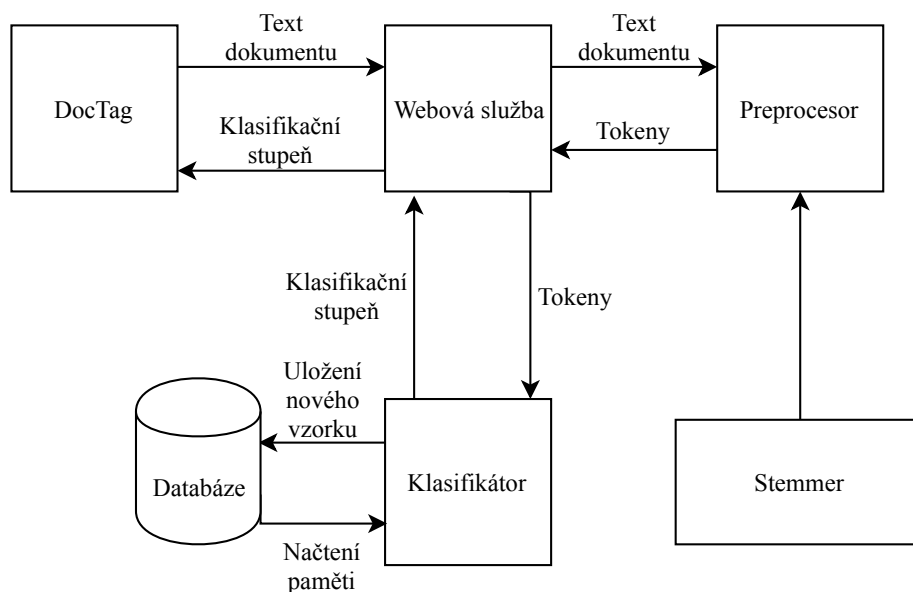 Text
dokumentu
Text
dokumentu
DocTag
Webová služba
Preprocesor
Klasifikační
stupeň
Tokeny
Klasifikační
stupeň
Tokeny
Uložení
nového
vzorku
Databáze
Klasifikátor
Stemmer
Načtení
paměti